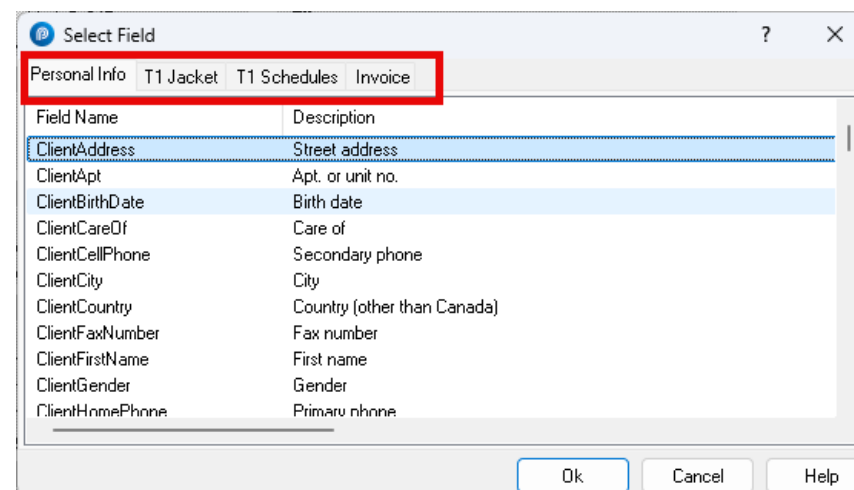 Select Field ?
Personal Info T1 Jacket T1 Schedules Invoice
Field Name Description
ClientAddress Street address
ClientApt Apt. or unit no.
ClientBirthDate Birth date
ClientCareOf Care of
ClientCellPhone Secondary phone
ClientCity City
ClientCountry Country (other than Canada)
ClientFaxNumber Fax number
ClientFirstName First name
ClientGender Gender
ClientHomePhone Primary phone
Ok Cancel Help